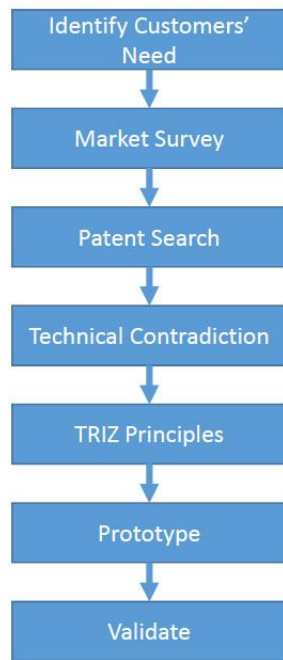 Identify Customers'
Need
Market Survey
Patent Search
Technical Contradiction
TRIZ Principles
Prototype
Validate